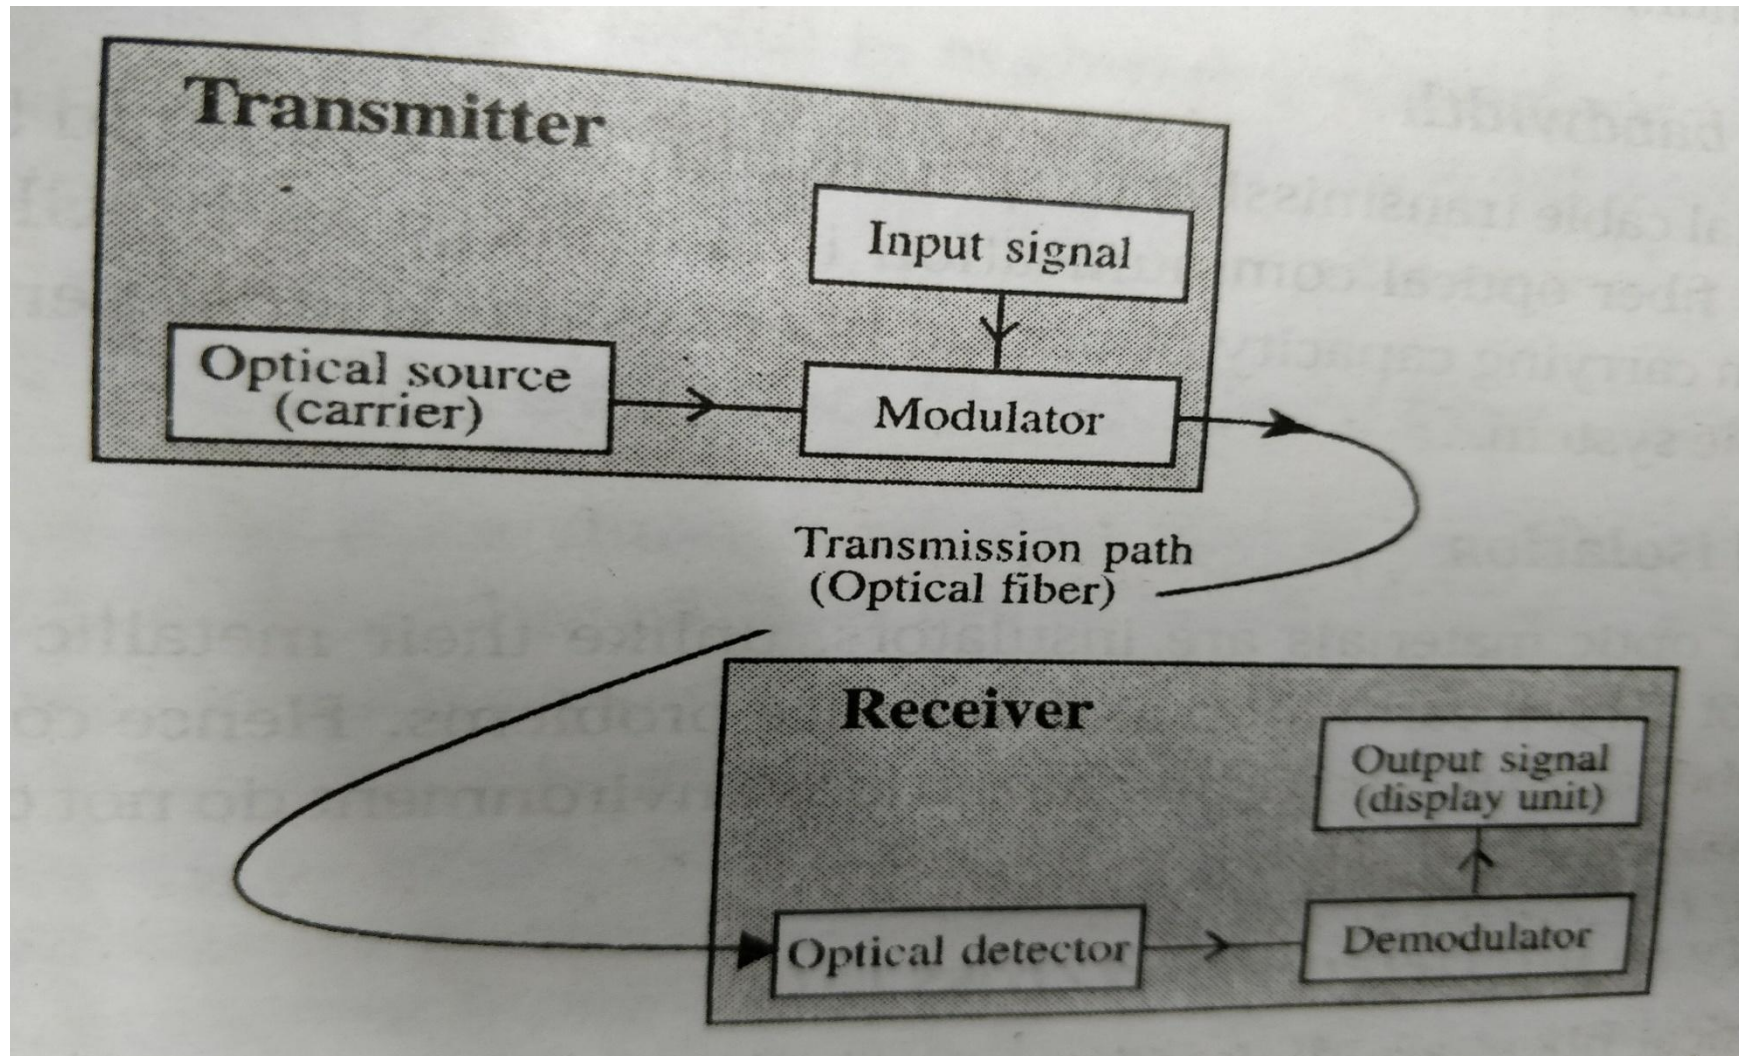 Transmitter
Input signal
Optical source
(carrier)
Modulator
Transmission path
(Optical fiber)
Receiver
Output signal
(display unit)
Optical detector
Demodulator